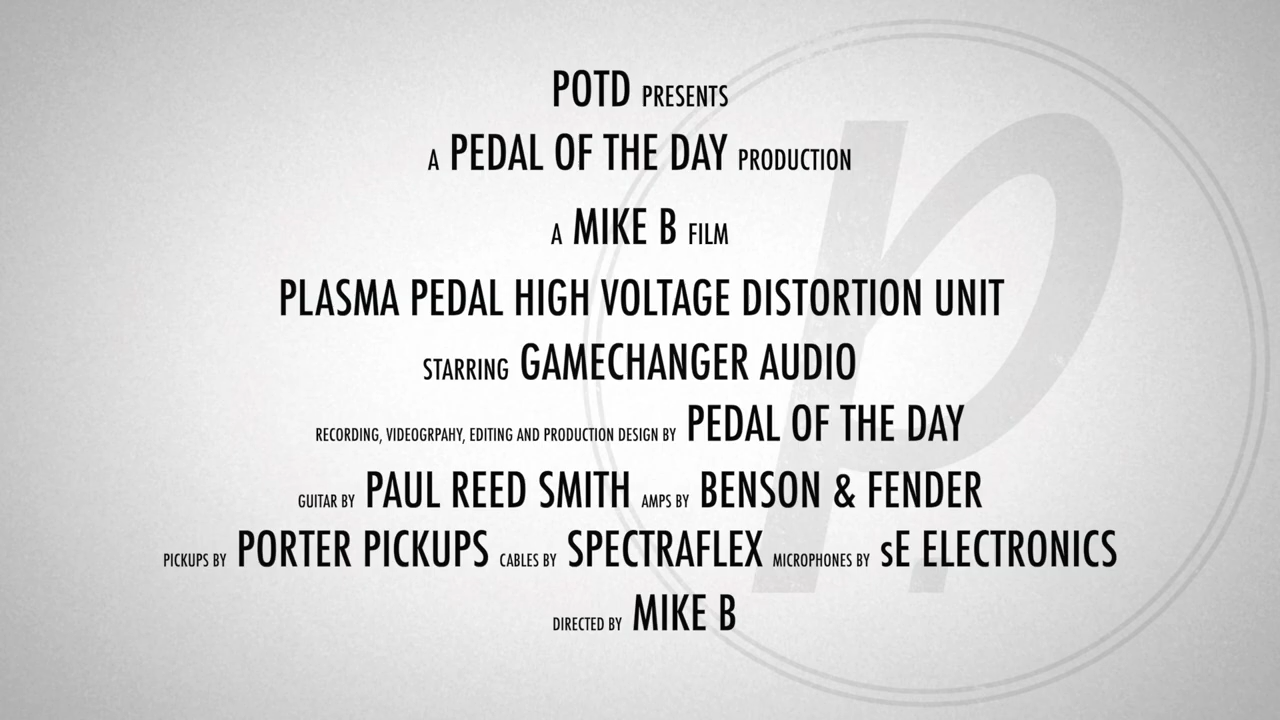 POTD PRESENTS
A PEDAL OF THE DAY PRODUCTION
A MIKE B FILM
PLASMA PEDAL HIGH VOLTAGE DISTORTION UNIT
STARRING GAMECHANGER AUDIO
RECORDING, VIDEOGRPAHY, EDITING AND PRODUCTION DESIGN BY PEDAL OF THE DAY
GUITAR BY PAUL REED SMITH AMPS BY BENSON & FENDER
PICKUPS BY PORTER PICKUPS CABLES BY SPECTRAFLEX MICROPHONES BY sE ELECTRONICS
DIRECTED BY MIKE B
p.